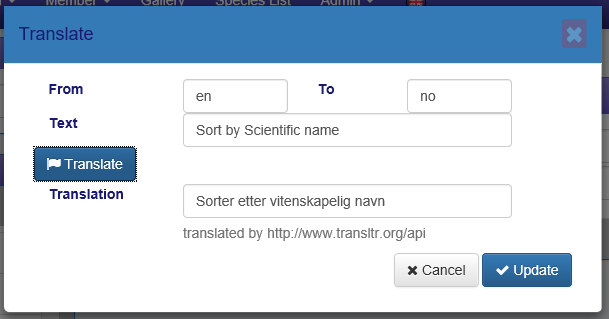 Member Gallery Species List Admin
Translate
From en To no
Text Sort by Scientific name
Translate
Translation Sorter etter vitenskapelig navn
translated by http://www.transltr.org/api
Cancel Update